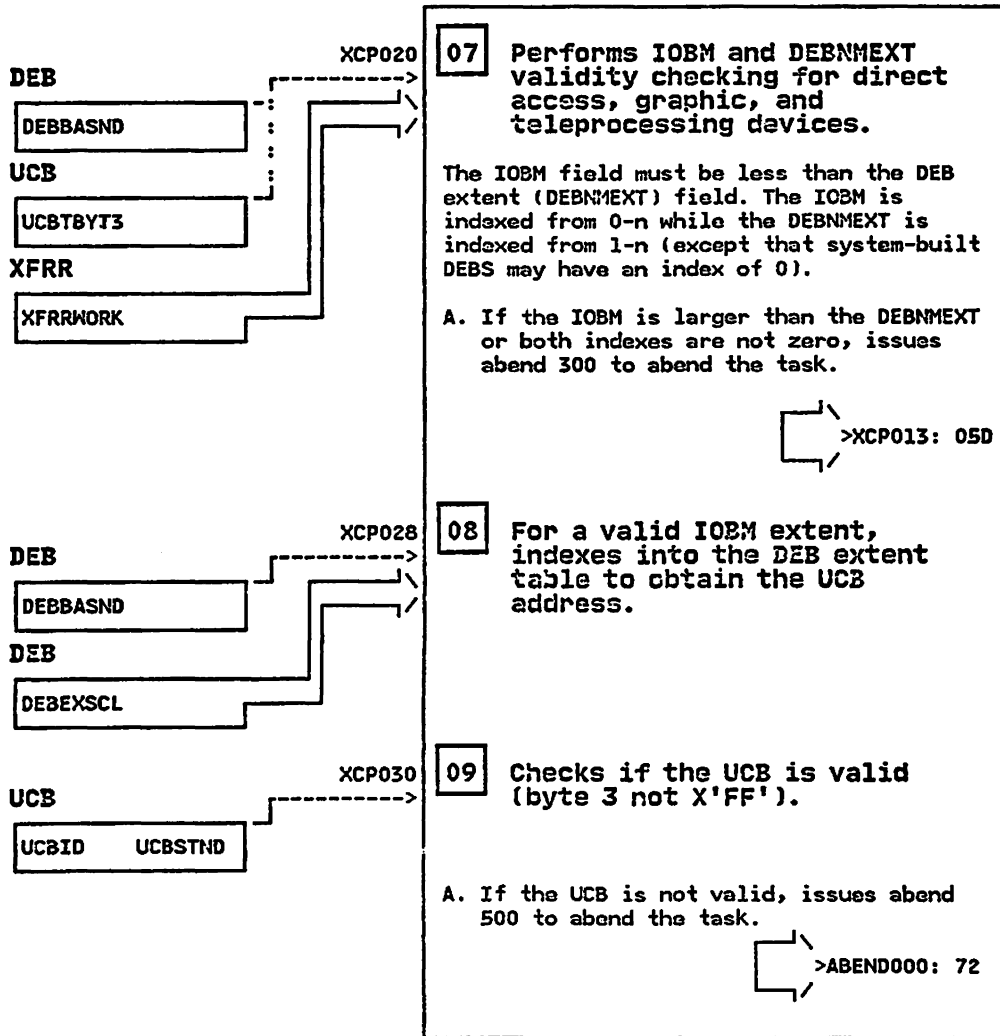 XCP020
DEB
DEBBASND
UCB
UCBTBYT3
XFRR
XFRRWORK
07 Performs IOBM and DEBNMEXT
validity checking for direct
access, graphic, and
teleprocessing devices.
The IOBM field must be less than the DEB
extent (DEBNMEXT) field. The IOBM is
indexed from 0-n while the DEBNMEXT is
indexed from 1-n (except that system-built
DEBS may have an index of 0).
A. If the IOBM is larger than the DEBNMEXT
or both indexes are not zero, issues
abend 300 to abend the task.
>XCP013: 05D
XCP028
DEB
DEBBASND
DEB
DEBEXSCL
08 For a valid IOBM extent,
indexes into the DEB extent
table to obtain the UCB
address.
XCP030
UCB
UCBID UCBSTND
09 Checks if the UCB is valid
(byte 3 not X'FF').
A. If the UCB is not valid, issues abend
500 to abend the task.
>ABEND000: 72